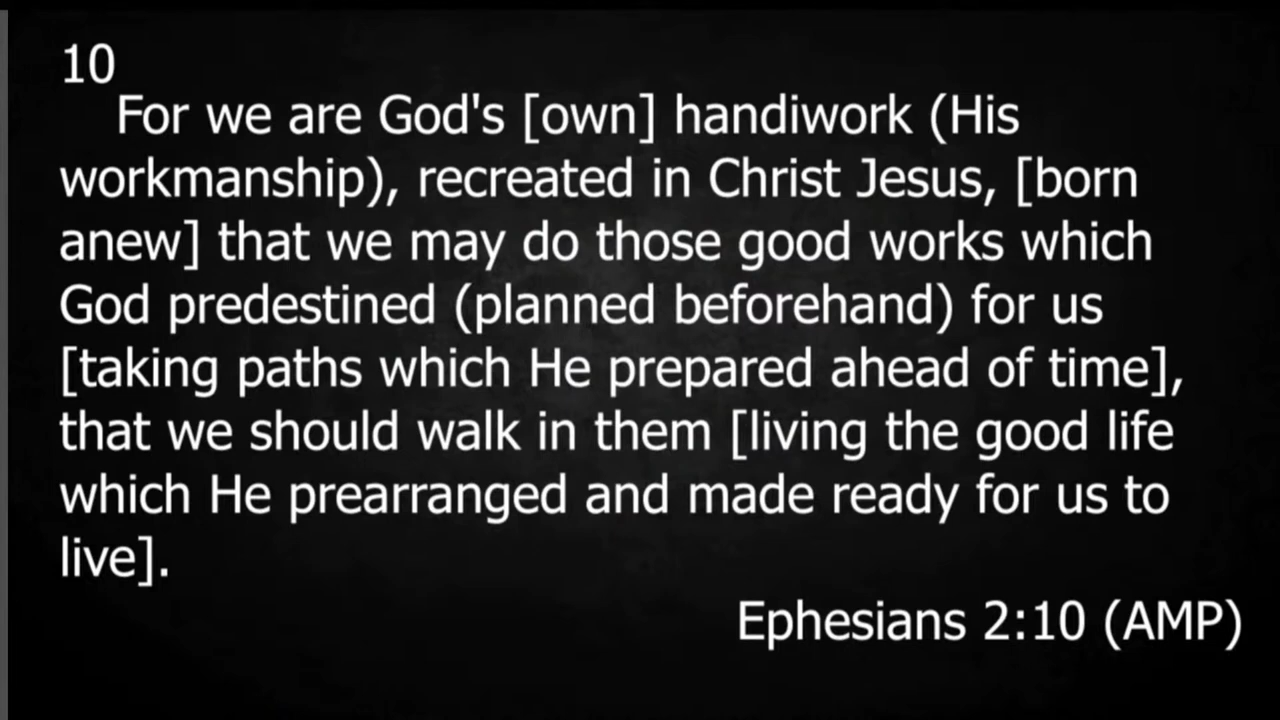 10
For we are God's [own] handiwork (His
workmanship), recreated in Christ Jesus, [born
anew] that we may do those good works which
God predestined (planned beforehand) for us
[taking paths which He prepared ahead of time],
that we should walk in them [living the good life
which He prearranged and made ready for us to
live].
Ephesians 2:10 (AMP)